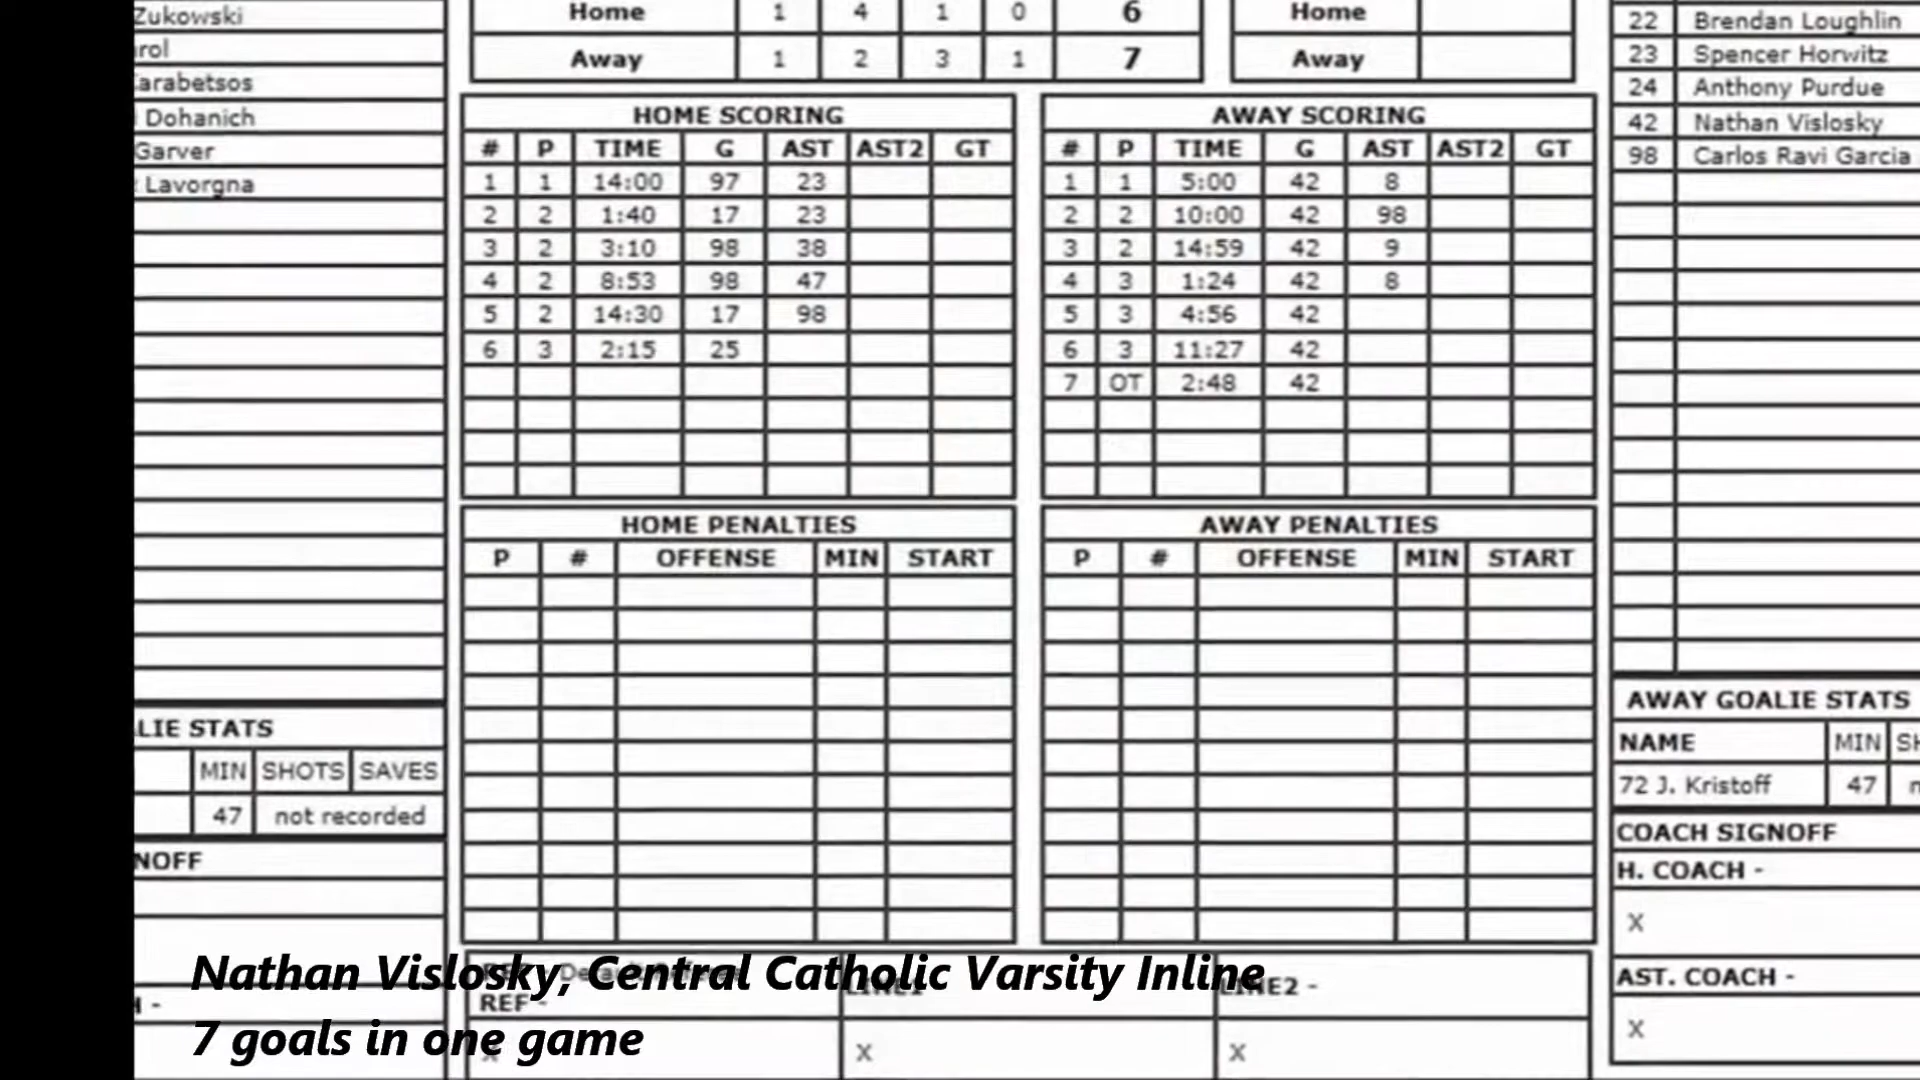 Zukowski
rol
arabetsos
Dohanich
Garver
Lavorgna
LIE STATS
MIN SHOTS SAVES
47 not recorded
NOFF
Home 1 4 1 0 6
Away 1 2 3 1 7
Home
Away
HOME SCORING
# P TIME G AST AST2 GT
1 1 14:00 97 23
2 2 1:40 17 23
3 2 3:10 98 38
4 2 8:53 98 47
5 2 14:30 17 98
6 3 2:15 25
AWAY SCORING
# P TIME G AST AST2 GT
1 1 5:00 42 8
2 2 10:00 42 98
3 2 14:59 42 9
4 3 1:24 42 8
5 3 4:56 42
6 3 11:27 42
7 OT 2:48 42
HOME PENALTIES
P # OFFENSE MIN START
AWAY PENALTIES
P # OFFENSE MIN START
REF -
LINE1
LINE2 -
X X X
22 Brendan Loughlin
23 Spencer Horwitz
24 Anthony Purdue
42 Nathan Vislosky
98 Carlos Ravi Garcia
AWAY GOALIE STATS
NAME MIN SH
72 J. Kristoff 47
COACH SIGNOFF
H. COACH -
X
AST. COACH -
X
Nathan Vislosky, Central Catholic Varsity Inline
7 goals in one game